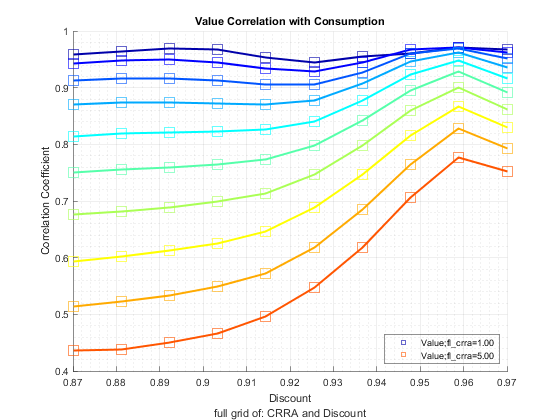 Value Correlation with Consumption
1
0.9
0.8
0.7
0.6
0.5
0.4
Correlation Coefficient
Value;fl_crra=1.00
Value;fl_crra=5.00
0.87 0.88 0.89 0.9 0.91 0.92 0.93 0.94 0.95 0.96 0.97
Discount
full grid of: CRRA and Discount